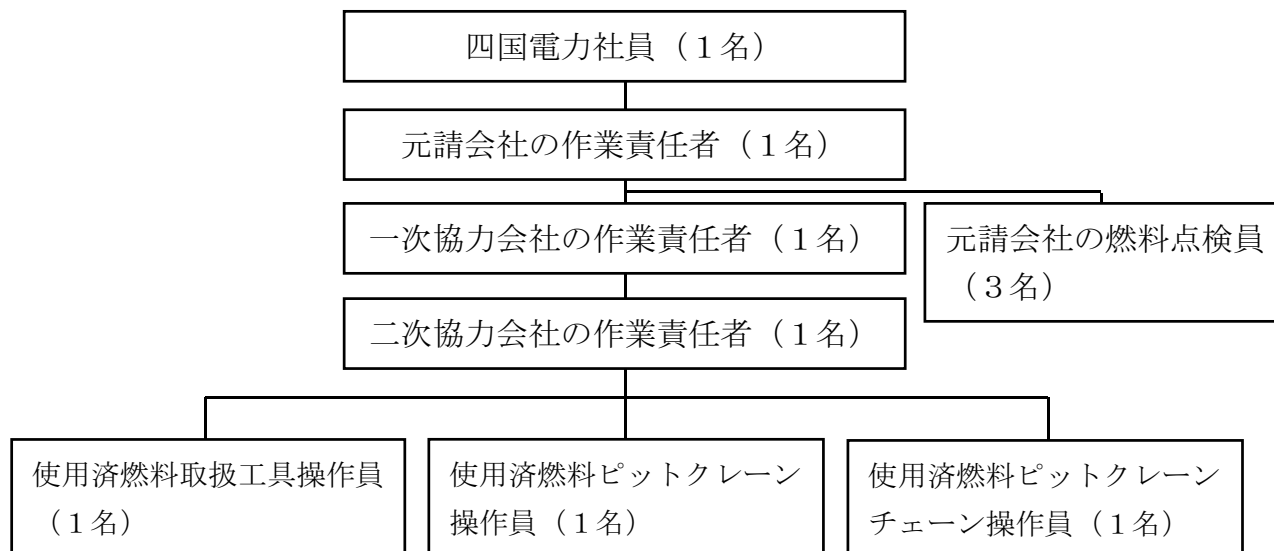 四国電力社員（１名）
元請会社の作業責任者（１名）
一次協力会社の作業責任者（１名）
元請会社の燃料点検員
（３名）
二次協力会社の作業責任者（１名）
使用済燃料取扱工具操作員
（１名）
使用済燃料ピットクレーン
操作員（１名）
使用済燃料ピットクレーン
チェーン操作員（１名）